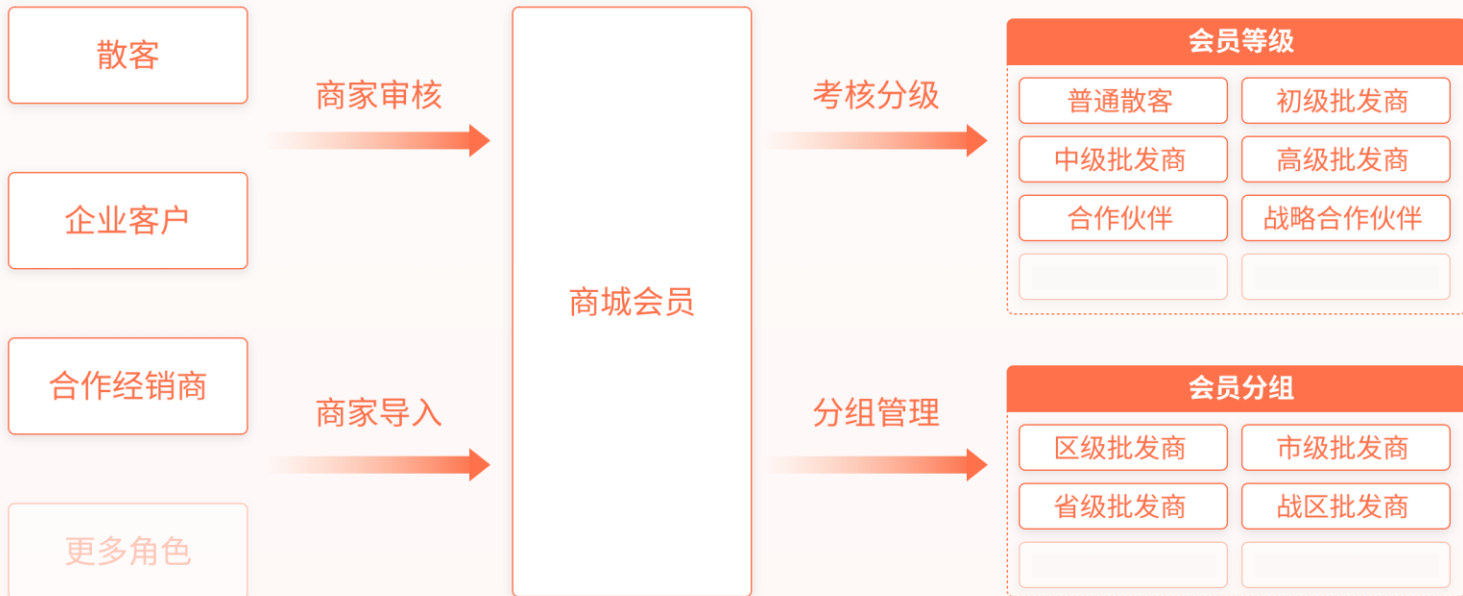 散客
企业客户
合作经销商
更多角色
商家审核
商家导入
商城会员
考核分级
分组管理
会员等级
普通散客
初级批发商
中级批发商
高级批发商
合作伙伴
战略合作伙伴
会员分组
区级批发商
市级批发商
省级批发商
战区批发商